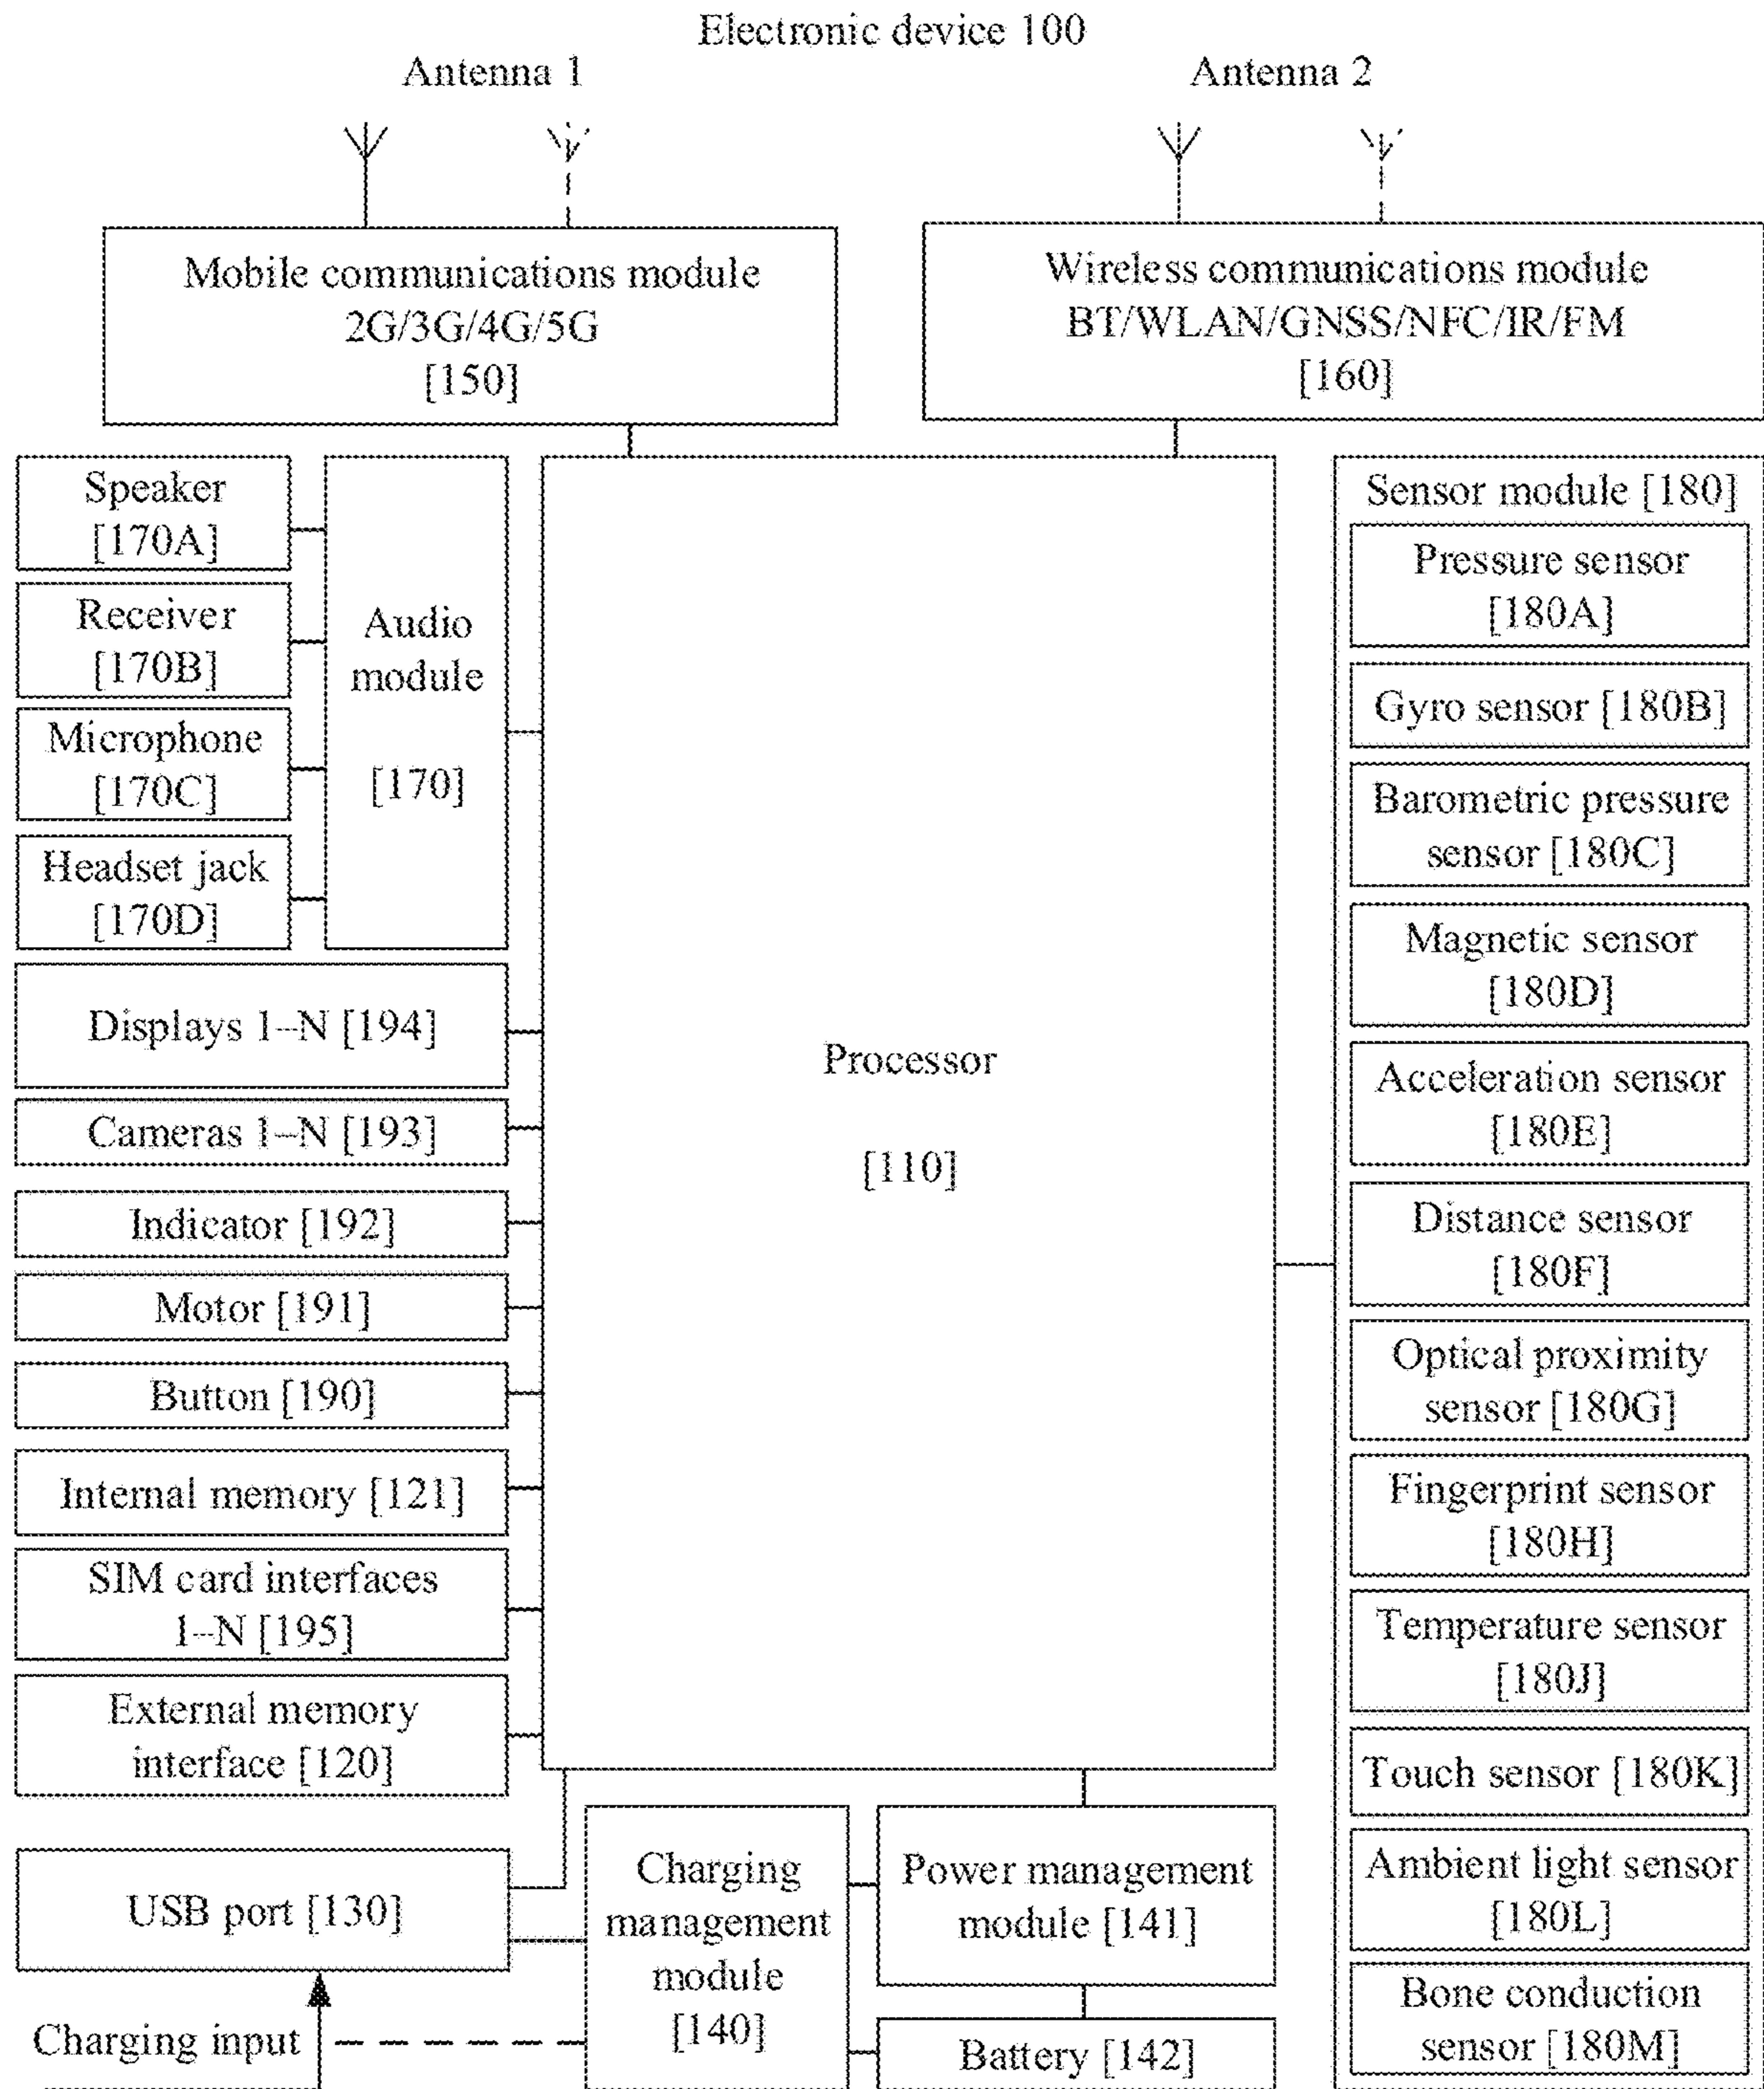 Electronic device 100
Antenna 1
Antenna 2
Mobile communications module
2G/3G/4G/5G
[150]
Wireless communications module
BT/WLAN/GNSS/NFC/IR/FM
[160]
Speaker
[170A]
Receiver
[170B]
Microphone
[170C]
Headset jack
[170D]
Audio
module
[170]
Displays 1–N [194]
Cameras 1–N [193]
Indicator [192]
Motor [191]
Button [190]
Internal memory [121]
SIM card interfaces
1–N [195]
External memory
interface [120]
Processor
[110]
Sensor module [180]
Pressure sensor
[180A]
Gyro sensor [180B]
Barometric pressure
sensor [180C]
Magnetic sensor
[180D]
Acceleration sensor
[180E]
Distance sensor
[180F]
Optical proximity
sensor [180G]
Fingerprint sensor
[180H]
Temperature sensor
[180J]
Touch sensor [180K]
Ambient light sensor
[180L]
Bone conduction
sensor [180M]
USB port [130]
Charging input
Charging
management
module
[140]
Power management
module [141]
Battery [142]